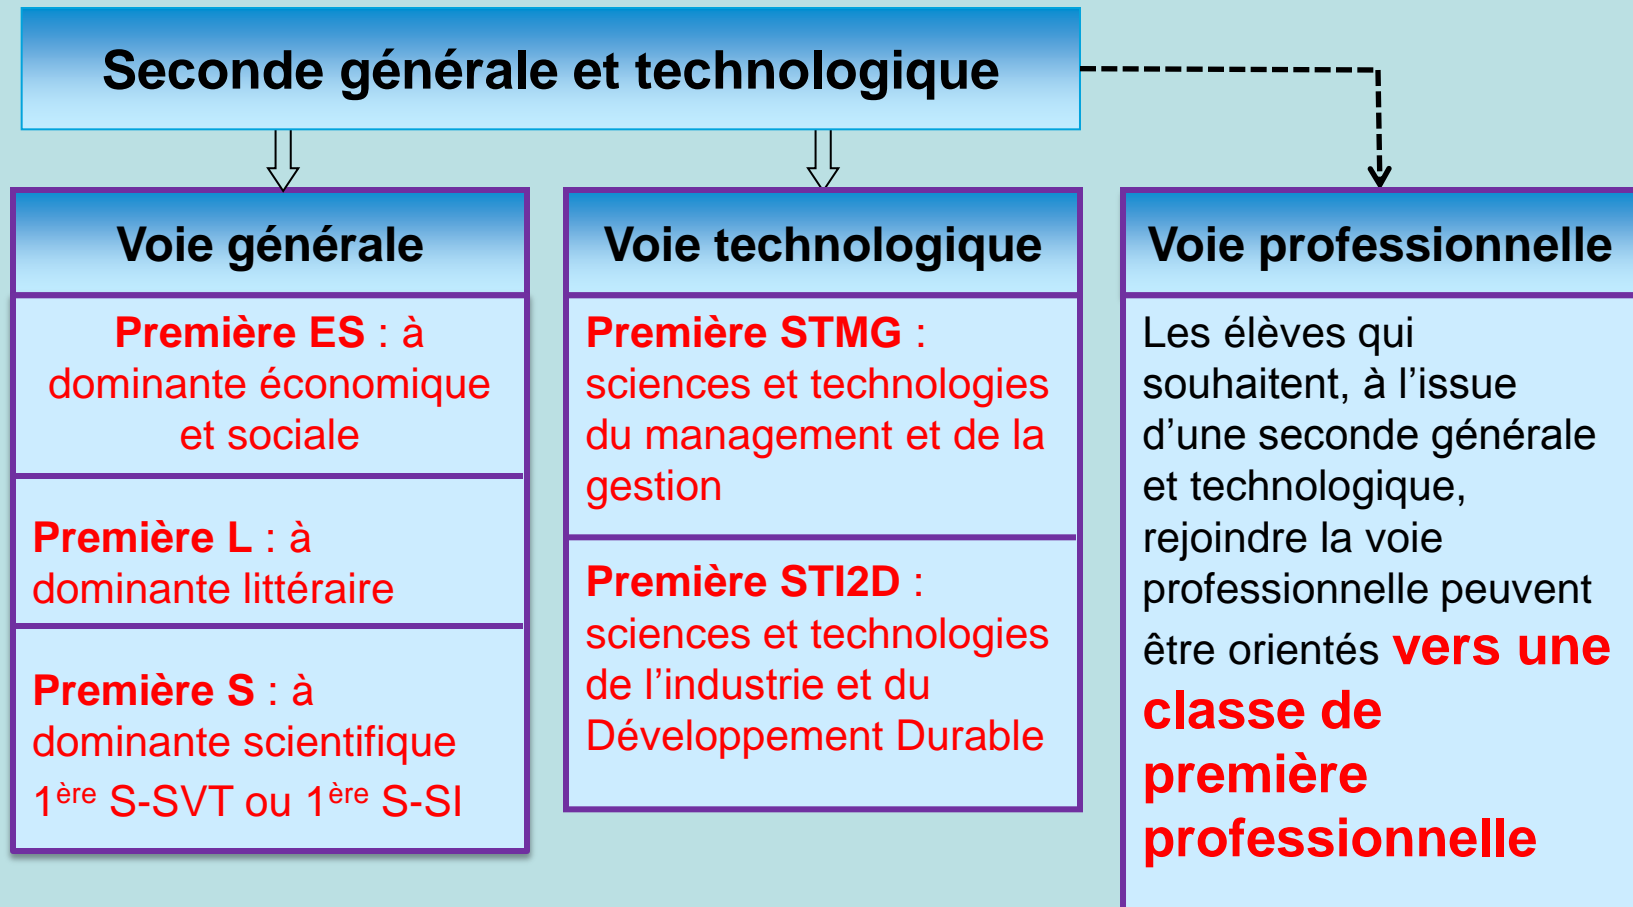 Seconde générale et technologique
Voie générale
Première ES : à
dominante économique
et sociale
Première L : à
dominante littéraire
Première S : à
dominante scientifique
1ère S-SVT ou 1ère S-SI
Voie technologique
Première STMG :
sciences et technologies
du management et de la
gestion
Première STI2D :
sciences et technologies
de l’industrie et du
Développement Durable
Voie professionnelle
Les élèves qui
souhaitent, à l’issue
d’une seconde générale
et technologique,
rejoindre la voie
professionnelle peuvent
être orientés vers une
classe de
première
professionnelle